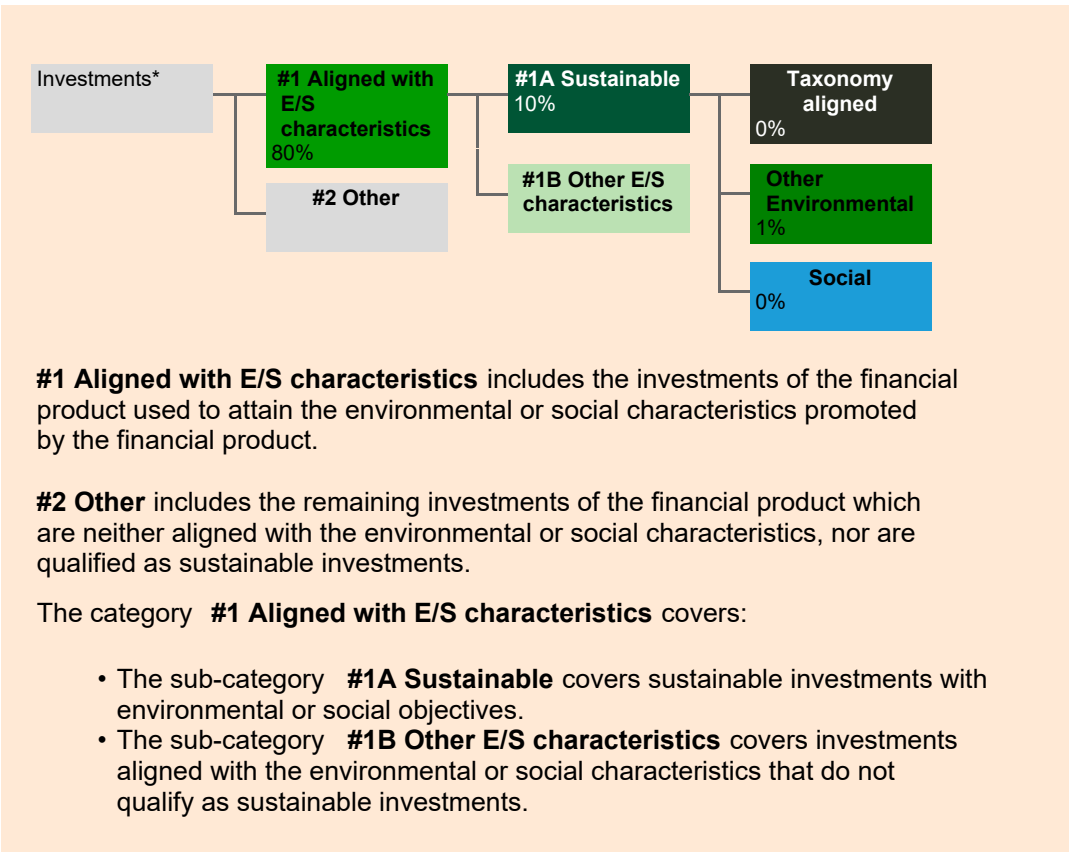 Investments*
#1 Aligned with
E/S
characteristics
80%
#2 Other
#1A Sustainable
10%
#1B Other E/S
characteristics
Taxonomy
aligned
0%
Other
Environmental
1%
Social
0%
#1 Aligned with E/S characteristics includes the investments of the financial
product used to attain the environmental or social characteristics promoted
by the financial product.
#2 Other includes the remaining investments of the financial product which
are neither aligned with the environmental or social characteristics, nor are
qualified as sustainable investments.
The category #1 Aligned with E/S characteristics covers:
• The sub-category #1A Sustainable covers sustainable investments with
environmental or social objectives.
• The sub-category #1B Other E/S characteristics covers investments
aligned with the environmental or social characteristics that do not
qualify as sustainable investments.